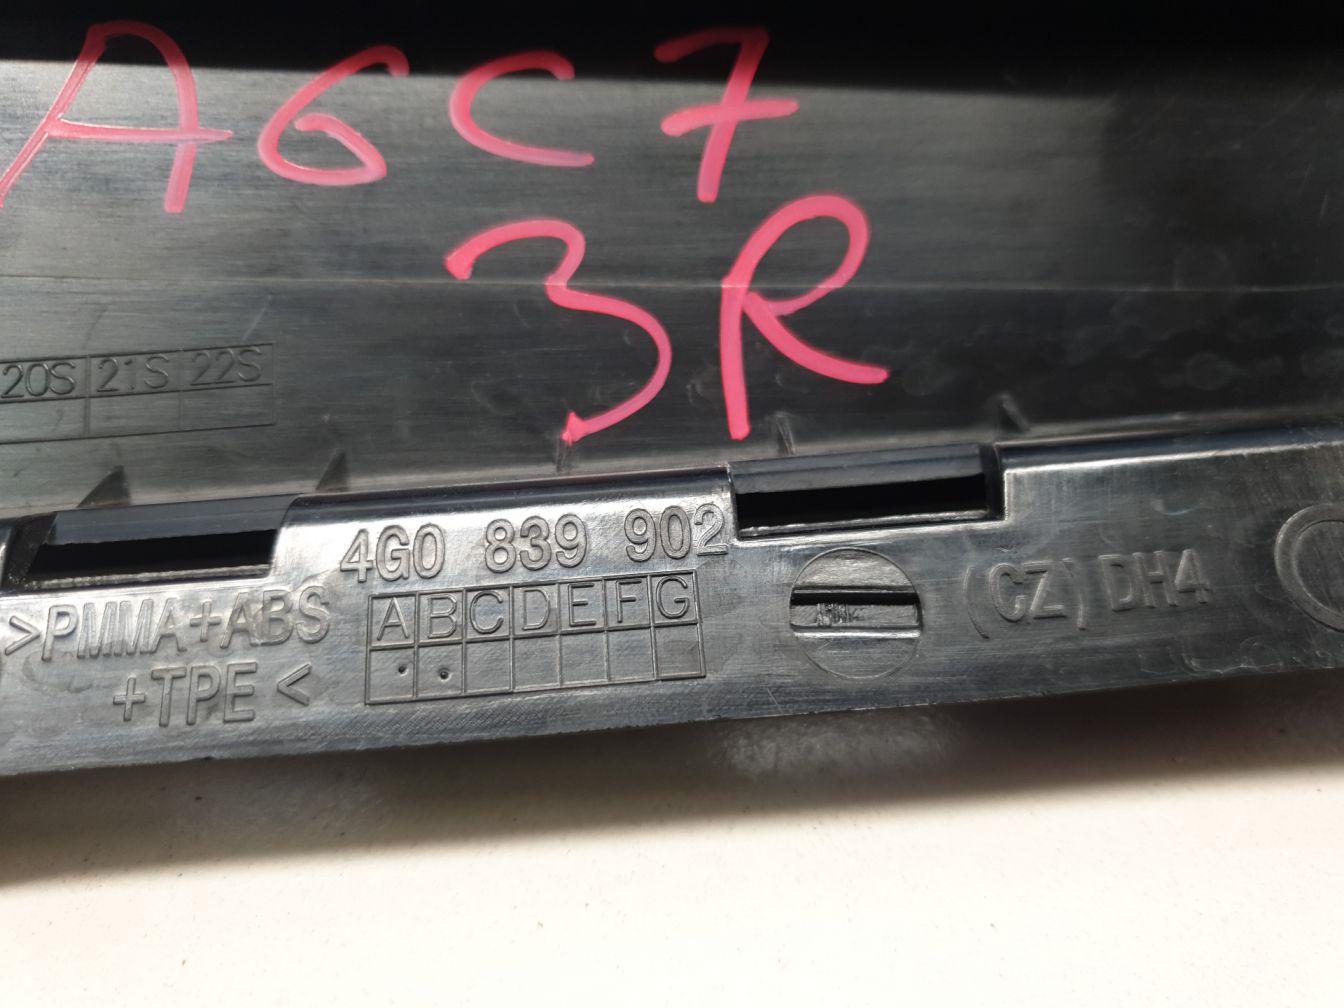 A6C7
3R
20S 21S 22S
4G0 839 902
>PMMA+ABS
+TPE<
A B C D E F G
(CZ) DH4